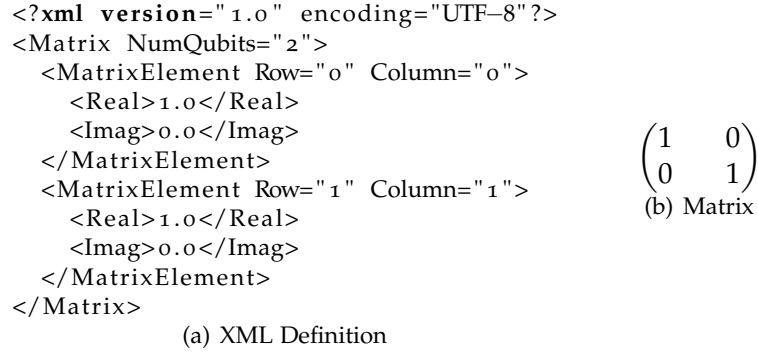 <?xml version="1.0" encoding="UTF-8"?>
<Matrix NumQubits="2">
<MatrixElement Row="0" Column="0">
<Real>1.0</Real>
<Imag>0.0</Imag>
</MatrixElement>
<MatrixElement Row="1" Column="1">
<Real>1.0</Real>
<Imag>0.0</Imag>
</MatrixElement>
</Matrix>
(a) XML Definition
1 0
0 1
(b) Matrix